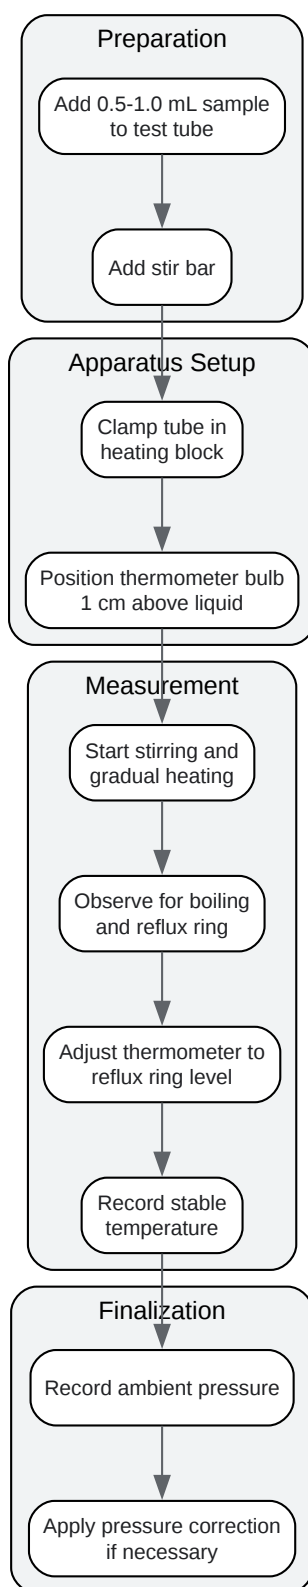 Preparation
Add 0.5-1.0 mL sample
to test tube
Add stir bar
Apparatus Setup
Clamp tube in
heating block
Position thermometer bulb
1 cm above liquid
Measurement
Start stirring and
gradual heating
Observe for boiling
and reflux ring
Adjust thermometer to
reflux ring level
Record stable
temperature
Finalization
Record ambient pressure
Apply pressure correction
if necessary